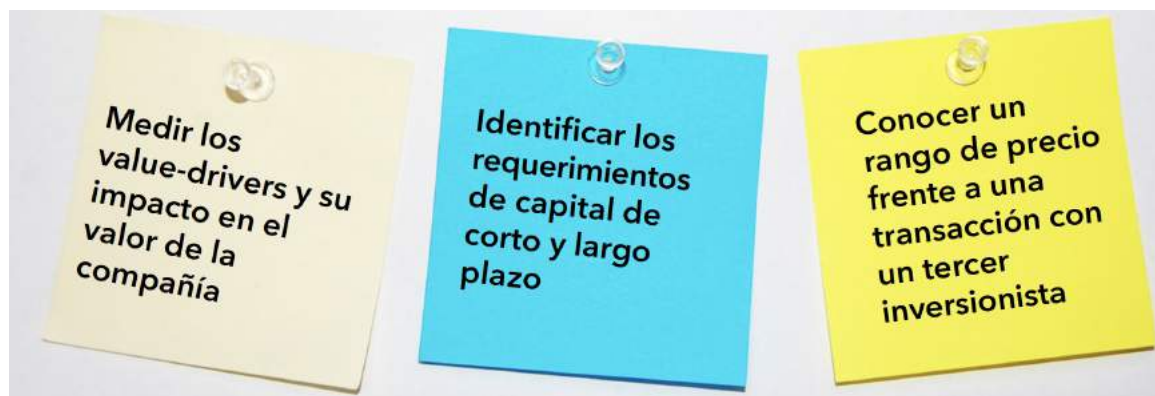 Medir los
value-drivers y su
impacto en el
valor de la
compañía
Identificar los
requerimientos
de capital de
corto y largo
plazo
Conocer un
rango de precio
frente a una
transacción con
un tercer
inversionista